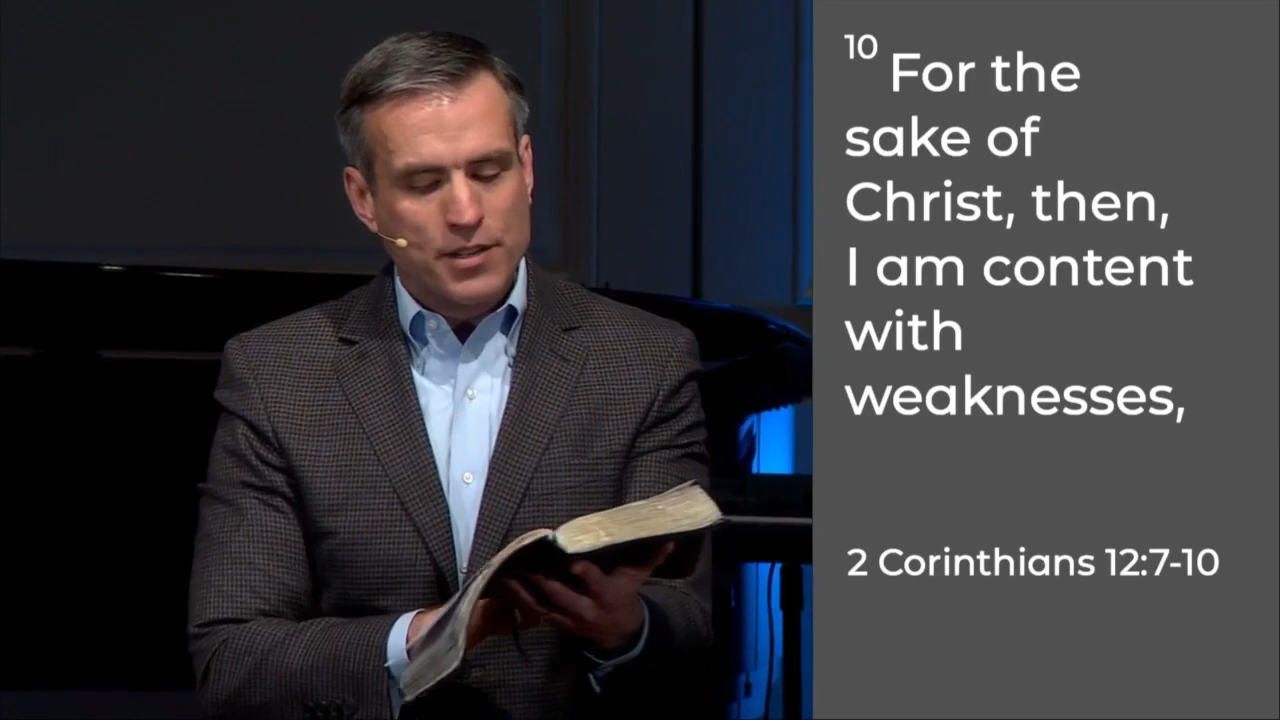 10 For the
sake of
Christ, then,
I am content
with
weaknesses,
2 Corinthians 12:7-10